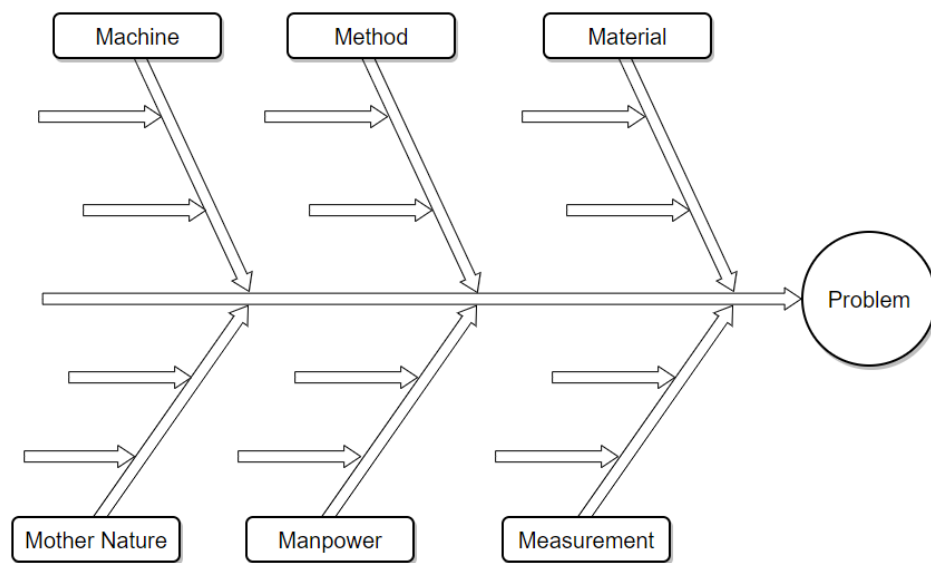 Machine
Method
Material
Problem
Mother Nature
Manpower
Measurement